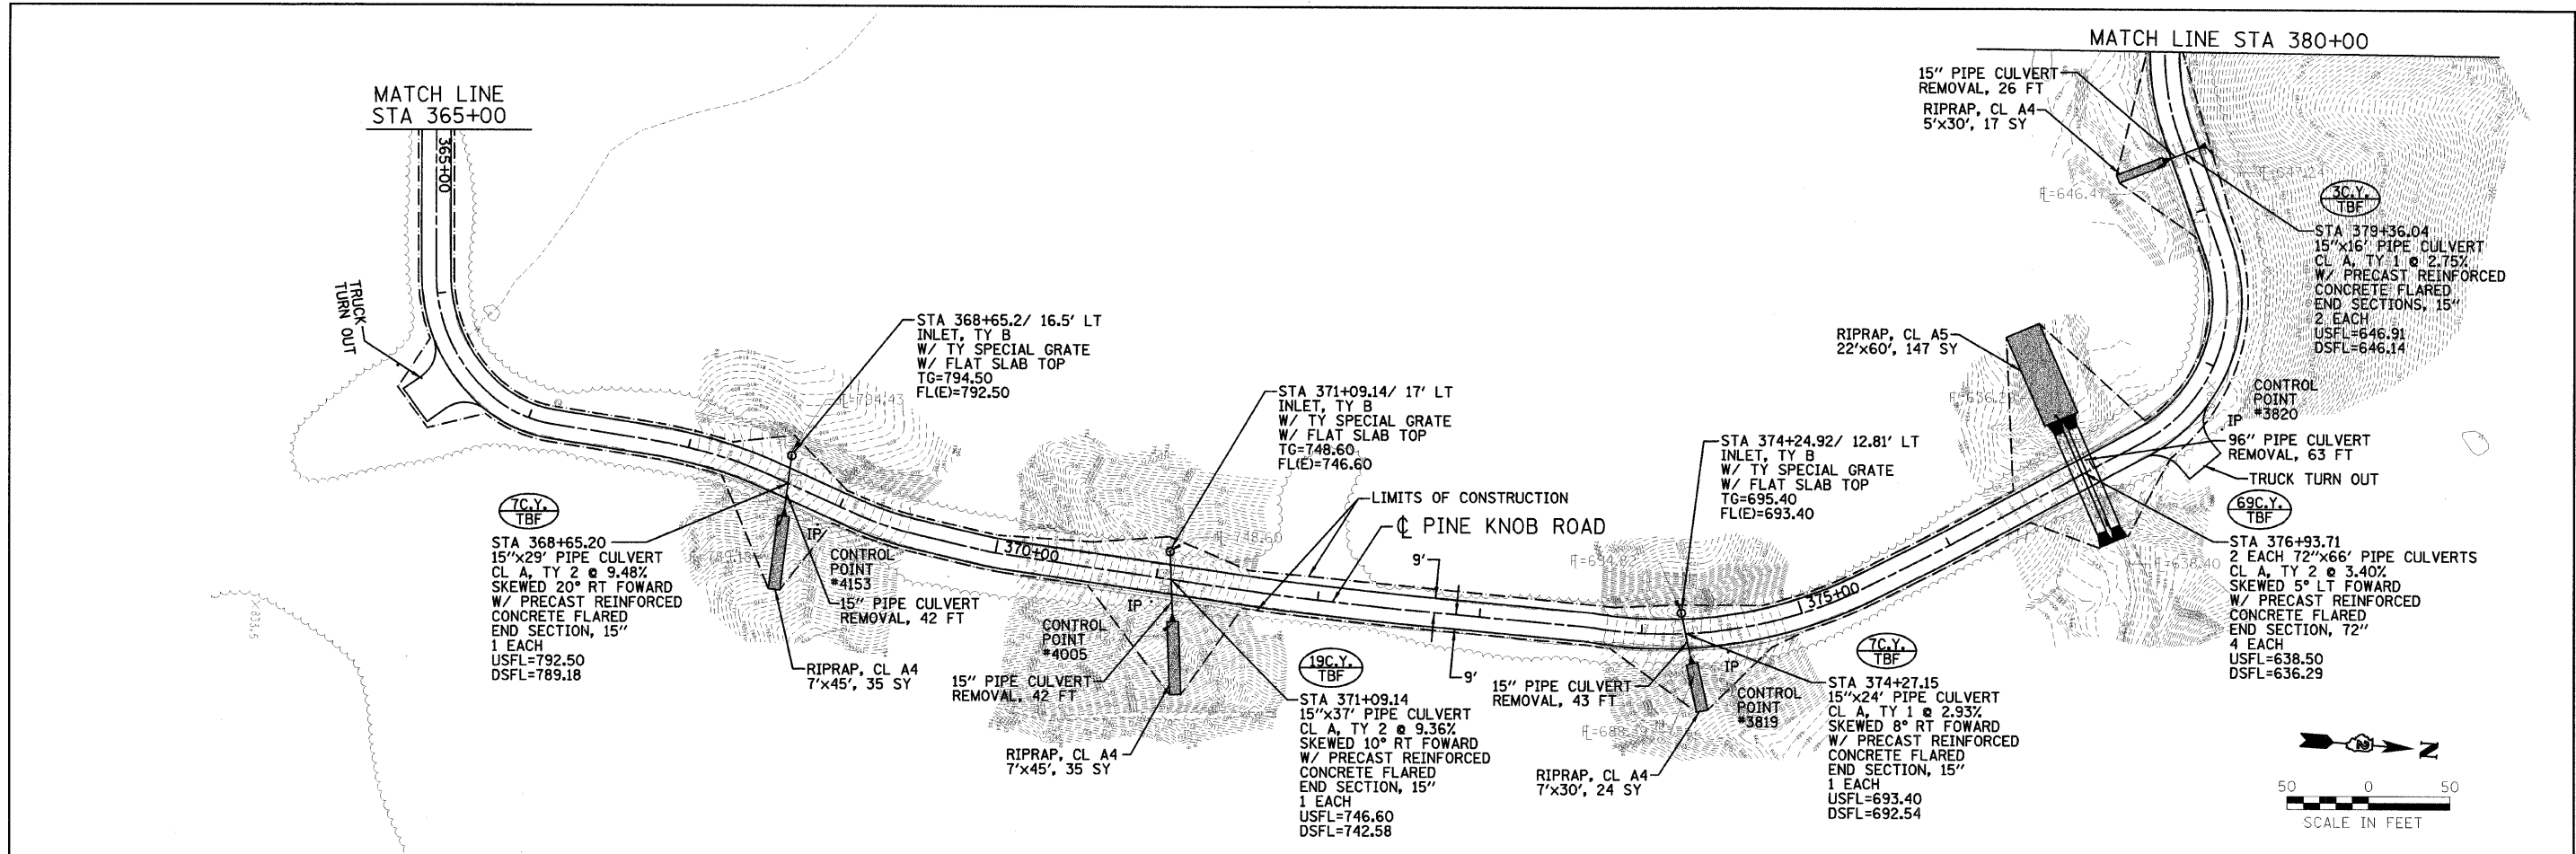 MATCH LINE
STA 365+00
365+00
TRUCK
TURN OUT
STA 368+65.2/ 16.5' LT
INLET, TY B
W/ TY SPECIAL GRATE
W/ FLAT SLAB TOP
TG=794.50
FL(E)=792.50
7C.Y.
TBF
STA 368+65.20
15"x29' PIPE CULVERT
CL A, TY 2 @ 9.48%
SKEWED 20° RT FOWARD
W/ PRECAST REINFORCED
CONCRETE FLARED
END SECTION, 15"
1 EACH
USFL=792.50
DSFL=789.18
IP
CONTROL
POINT
#4153
15" PIPE CULVERT
REMOVAL, 42 FT
RIPRAP, CL A4
7'x45', 35 SY
370+00
STA 371+09.14/ 17' LT
INLET, TY B
W/ TY SPECIAL GRATE
W/ FLAT SLAB TOP
TG=748.60
FL(E)=746.60
LIMITS OF CONSTRUCTION
℄ PINE KNOB ROAD
9'
9'
IP
CONTROL
POINT
#4005
15" PIPE CULVERT
REMOVAL, 42 FT
RIPRAP, CL A4
7'x45', 35 SY
19C.Y.
TBF
STA 371+09.14
15"x37' PIPE CULVERT
CL A, TY 2 @ 9.36%
SKEWED 10° RT FOWARD
W/ PRECAST REINFORCED
CONCRETE FLARED
END SECTION, 15"
1 EACH
USFL=746.60
DSFL=742.58
STA 374+24.92/ 12.81' LT
INLET, TY B
W/ TY SPECIAL GRATE
W/ FLAT SLAB TOP
TG=695.40
FL(E)=693.40
375+00
15" PIPE CULVERT
REMOVAL, 43 FT
RIPRAP, CL A4
7'x30', 24 SY
IP
CONTROL
POINT
#3819
7C.Y.
TBF
STA 374+27.15
15"x24' PIPE CULVERT
CL A, TY 1 @ 2.93%
SKEWED 8° RT FOWARD
W/ PRECAST REINFORCED
CONCRETE FLARED
END SECTION, 15"
1 EACH
USFL=693.40
DSFL=692.54
MATCH LINE STA 380+00
15" PIPE CULVERT
REMOVAL, 26 FT
RIPRAP, CL A4
5'x30', 17 SY
FL=647.24
3C.Y.
TBF
STA 379+36.04
15"x16' PIPE CULVERT
CL A, TY 1 @ 2.75%
W/ PRECAST REINFORCED
CONCRETE FLARED
END SECTIONS, 15"
2 EACH
USFL=646.91
DSFL=646.14
RIPRAP, CL A5
22'x60', 147 SY
CONTROL
POINT
#3820
IP
96" PIPE CULVERT
REMOVAL, 63 FT
TRUCK TURN OUT
69C.Y.
TBF
STA 376+93.71
2 EACH 72"x66' PIPE CULVERTS
CL A, TY 2 @ 3.40%
SKEWED 5° LT FOWARD
W/ PRECAST REINFORCED
CONCRETE FLARED
END SECTION, 72"
4 EACH
USFL=638.50
DSFL=636.29
FL=638.40
N
50 0 50
SCALE IN FEET